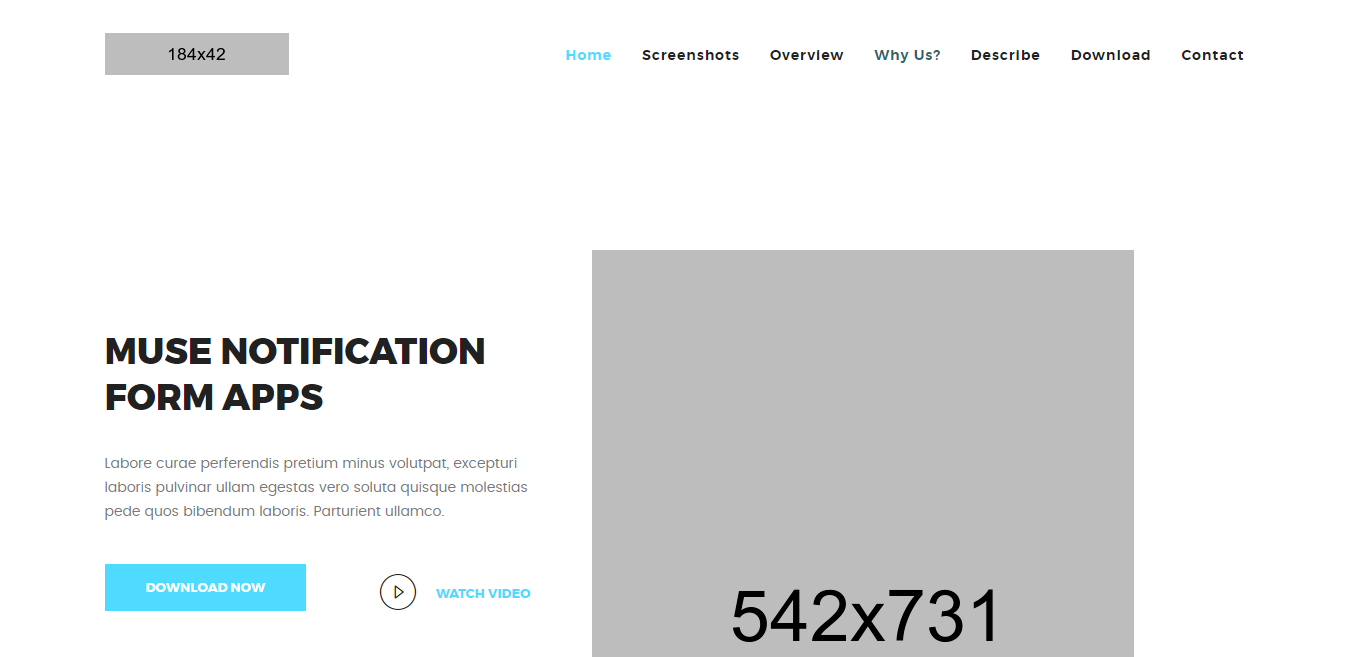 184x42
Home Screenshots Overview Why Us? Describe Download Contact
MUSE NOTIFICATION
FORM APPS
Labore curae perferendis pretium minus volutpat, excepturi
laboris pulvinar ullam egestas vero soluta quisque molestias
pede quos bibendum laboris. Parturient ullamco.
DOWNLOAD NOW
WATCH VIDEO
542x731